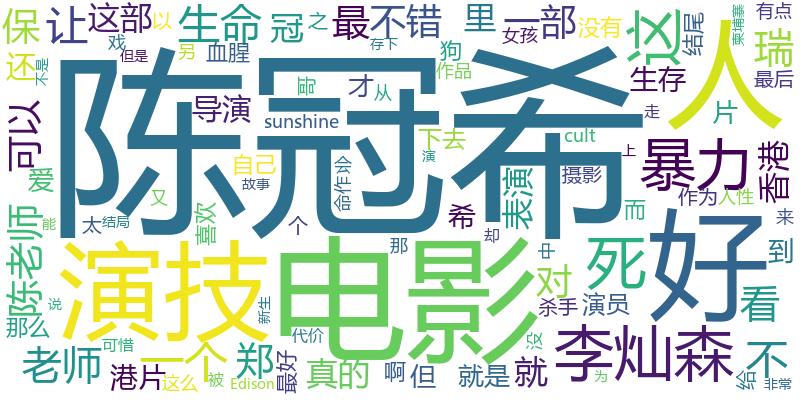 保 让 这部 生命 冠 之 最 不错 里 一部 这 人 没有 结尾 有点 柬埔寨
还 戏 但是 以 另 血腥 存下 狗 作品 女孩 瑞
不是 导演 才 从 生存 最后
可以 陈冠希 sunshine 下去 cult 片
爱 自己 命作会 演 走 暴力 香港
陈老师 故事 表演 摄影 上 作为 人性
能 太 结局 又 喜欢 个 希 那 却 而 中 来
演技 电影 死 好 到
那么 说 新生 对 杀手 演员 看
可惜 代价 没 李灿森
老师 一个 郑 最好 真的 啊 但 就是 就 为 给 不
港片 这么 被 Edison 非常